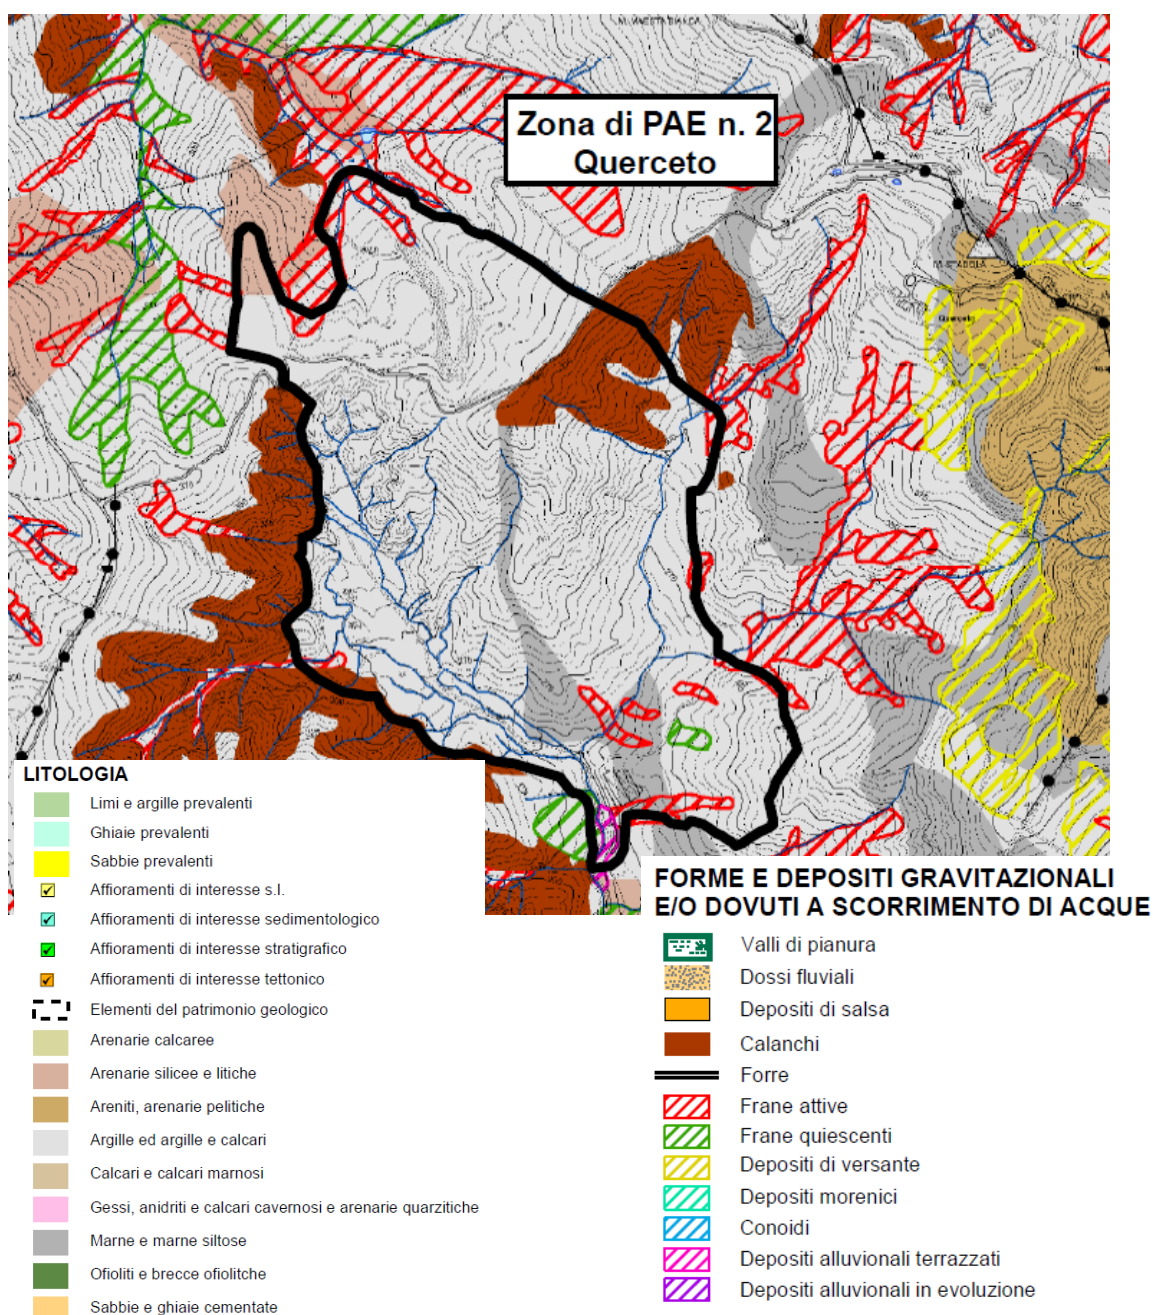 Zona di PAE n. 2
Querceto
Querceto
LITOLOGIA
Limi e argille prevalenti
Ghiaie prevalenti
Sabbie prevalenti
Affioramenti di interesse s.l.
Affioramenti di interesse sedimentologico
Affioramenti di interesse stratigrafico
Affioramenti di interesse tettonico
Elementi del patrimonio geologico
Arenarie calcaree
Arenarie silicee e litiche
Areniti, arenarie pelitiche
Argille ed argille e calcari
Calcari e calcari marnosi
Gessi, anidriti e calcari cavernosi e arenarie quarzitiche
Marne e marne siltose
Ofioliti e brecce ofiolitche
Sabbie e ghiaie cementate
FORME E DEPOSITI GRAVITAZIONALI
E/O DOVUTI A SCORRIMENTO DI ACQUE
Valli di pianura
Dossi fluviali
Depositi di salsa
Calanchi
Forre
Frane attive
Frane quiescenti
Depositi di versante
Depositi morenici
Conoidi
Depositi alluvionali terrazzati
Depositi alluvionali in evoluzione